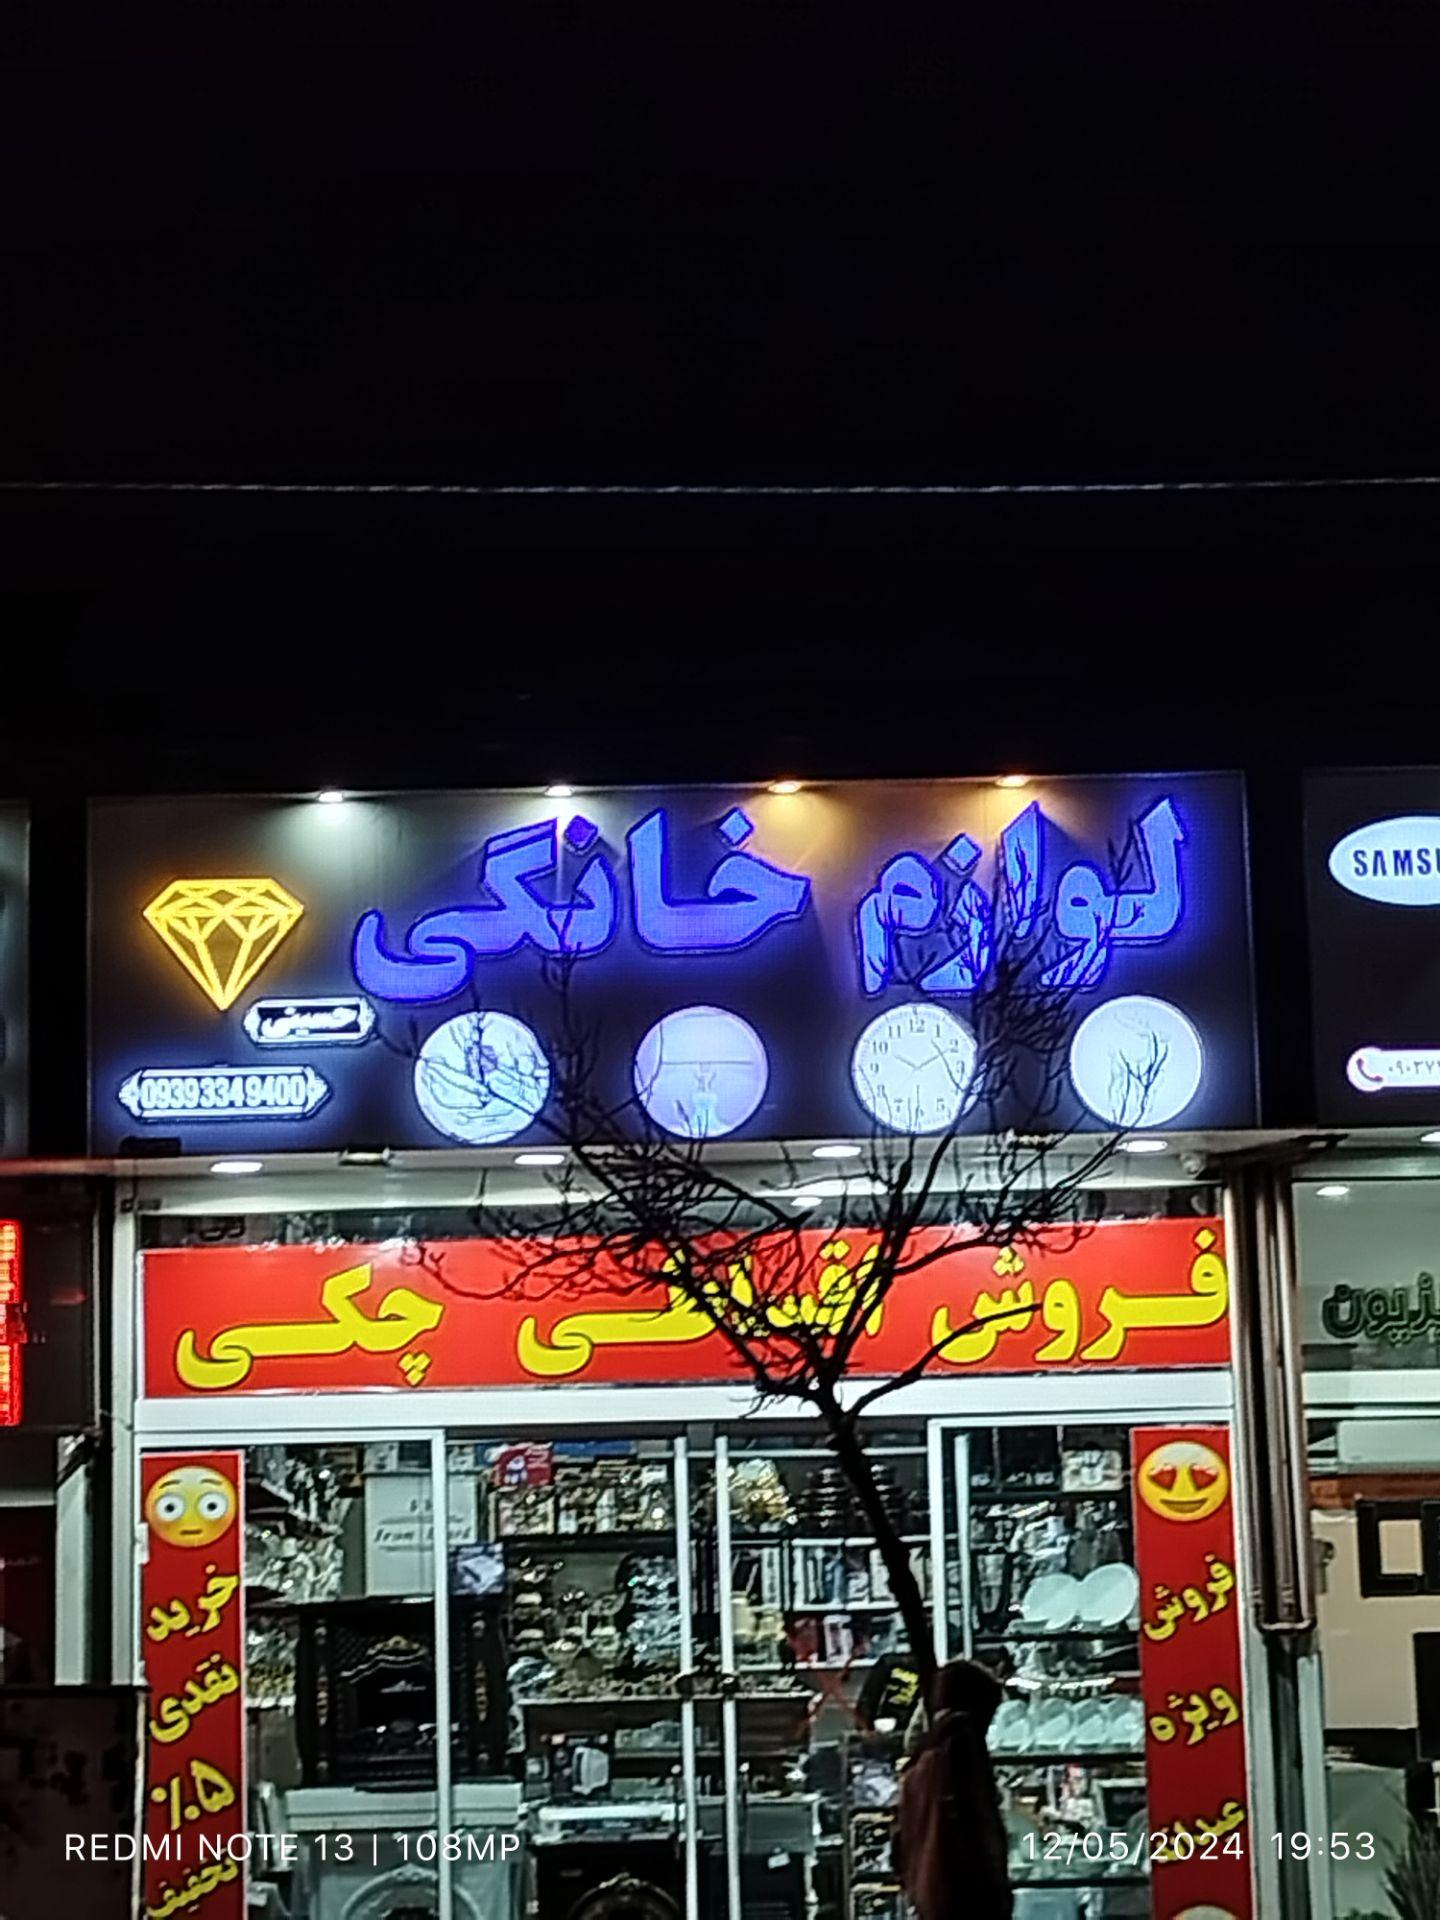 لوازم خانگی
حسینی
09393349400
SAMSU
فروش اقساطی چکی
خرید
نقدی
۵٪
تخفیف
فروش
ویژه
REDMI NOTE 13 | 108MP
12/05/2024 19:53